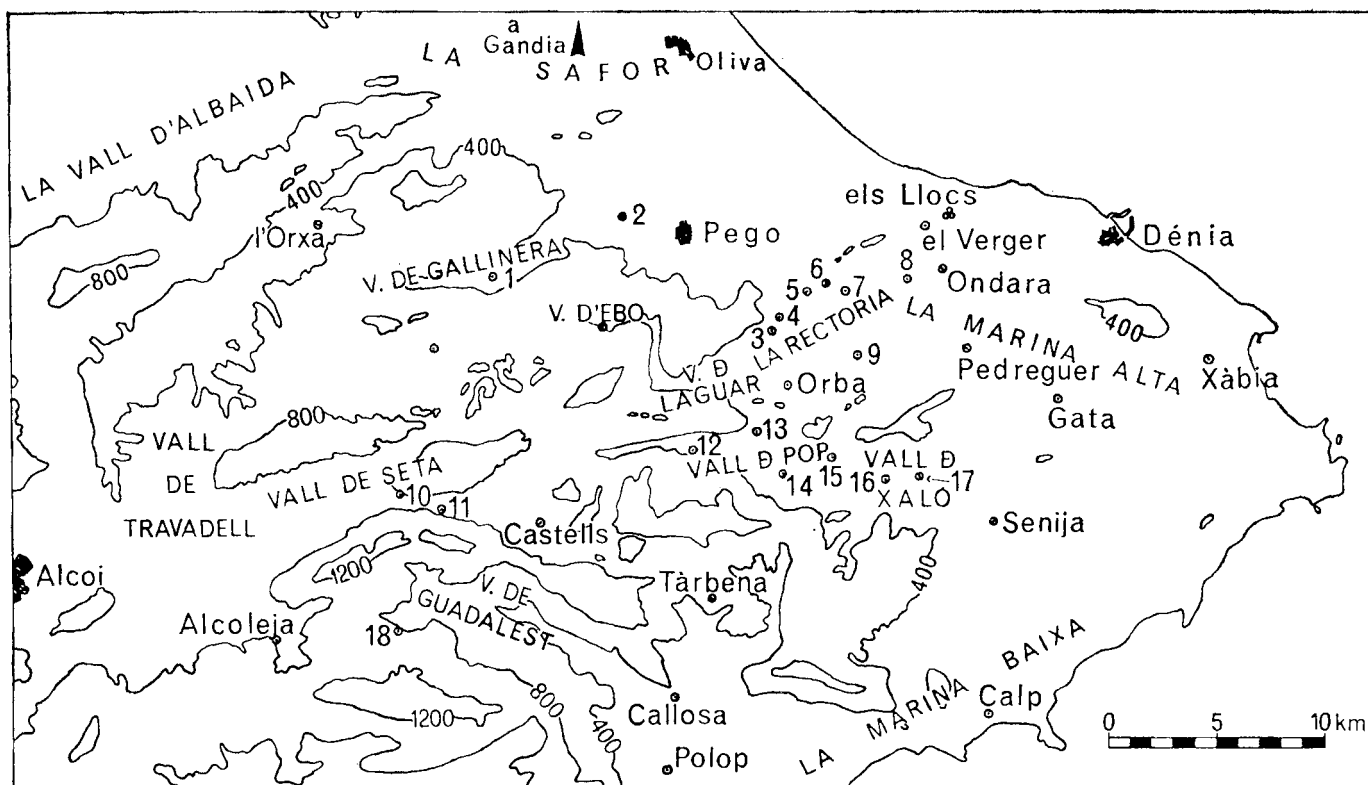 a
Gandia
LA SAFOR
Oliva
LA VALL D'ALBAIDA
400
400
els Llocs
2
l'Orxa
Pego
el Verger
Dénia
800
V. DE GALLINERA
1
6
8
5
7
Ondara
V. D'EBO
4
3
LA RECTORIA
LA MARINA ALTA
400
9
V. Đ
LAGUAR
Orba
Pedreguer
Xàbia
Gata
800
VALL
DE
TRAVADELL
13
12
VALL Đ POP
15
VALL Đ
XALÓ
14
16
17
VALL DE SETA
10
11
Castells
Senija
1200
Alcoi
Tàrbena
400
V. DE
GUADALEST
Alcoleja
18
LA MARINA BAIXA
1200
800
400
Callosa
Calp
Polop
0 5 10 km